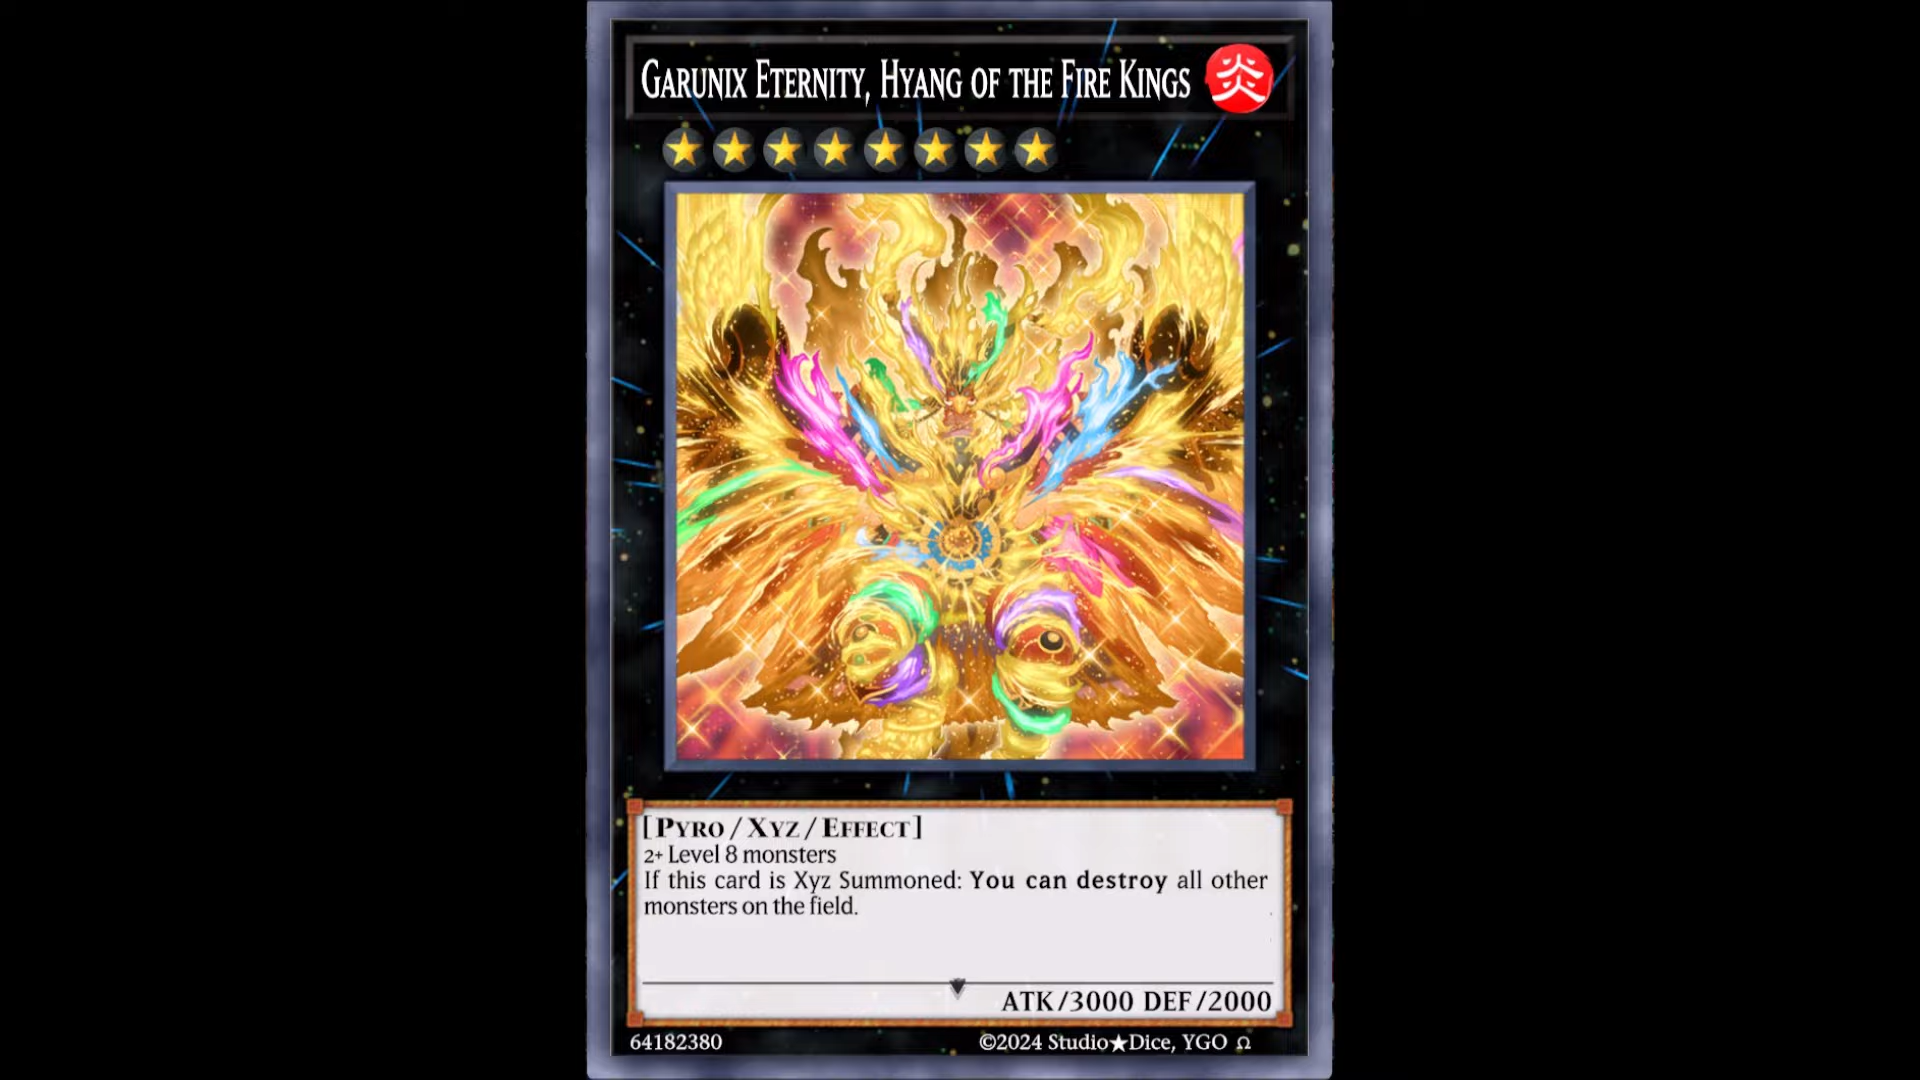 GARUNIX ETERNITY, HYANG OF THE FIRE KINGS 炎
[PYRO / XYZ / EFFECT]
2+ Level 8 monsters
If this card is Xyz Summoned: You can destroy all other
monsters on the field.
ATK/3000 DEF/2000
64182380 ©2024 Studio★Dice, YGO Ω